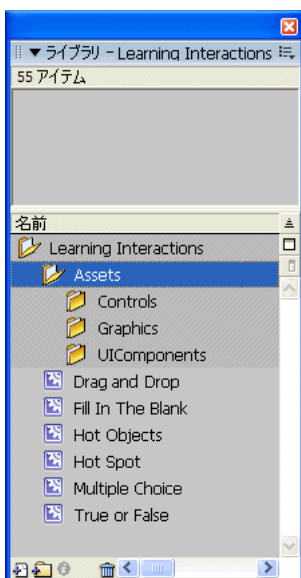 ライブラリ - Learning Interactions
55 アイテム
名前
Learning Interactions
Assets
Controls
Graphics
UIComponents
Drag and Drop
Fill In The Blank
Hot Objects
Hot Spot
Multiple Choice
True or False